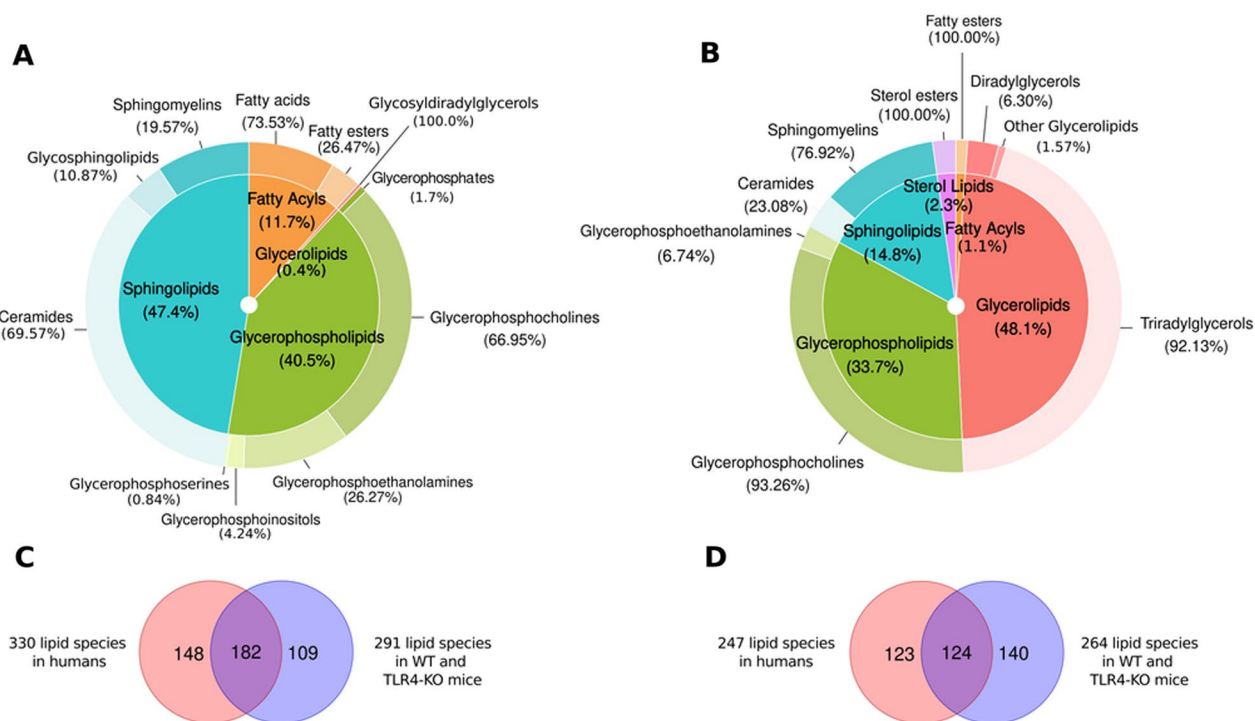 A
Sphingomyelins
(19.57%)
Fatty acids
(73.53%)
Fatty esters
(26.47%)
Glycosyldiradylglycerols
(100.0%)
Glycerophosphates
(1.7%)
Glycosphingolipids
(10.87%)
Fatty Acyls
(11.7%)
Glycerolipids
(0.4%)
Sphingolipids
(47.4%)
Ceramides
(69.57%)
Glycerophospholipids
(40.5%)
Glycerophosphocholines
(66.95%)
Glycerophosphoserines
(0.84%)
Glycerophosphoinositols
(4.24%)
Glycerophosphoethanolamines
(26.27%)
B
Fatty esters
(100.00%)
Diradylglycerols
(6.30%)
Other Glycerolipids
(1.57%)
Sterol esters
(100.00%)
Sphingomyelins
(76.92%)
Ceramides
(23.08%)
Glycerophosphoethanolamines
(6.74%)
Sterol Lipids
(2.3%)
Fatty Acyls
(1.1%)
Sphingolipids
(14.8%)
Glycerolipids
(48.1%)
Glycerophospholipids
(33.7%)
Triradylglycerols
(92.13%)
Glycerophosphocholines
(93.26%)
C
330 lipid species
in humans
148
182
109
291 lipid species
in WT and
TLR4-KO mice
D
247 lipid species
in humans
123
124
140
264 lipid species
in WT and
TLR4-KO mice